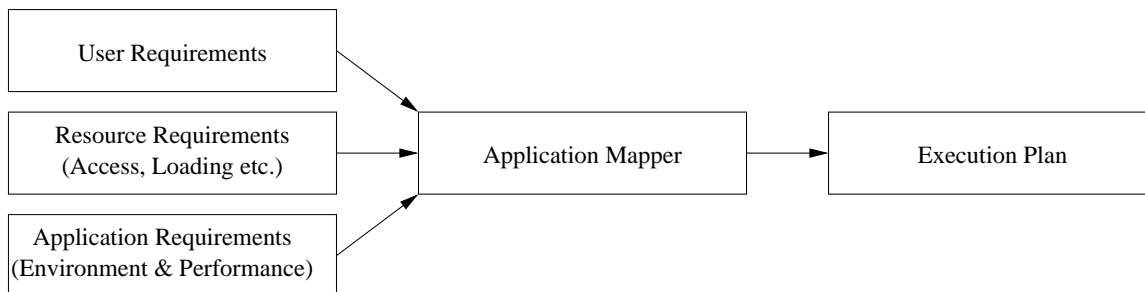 User Requirements
Resource Requirements
(Access, Loading etc.)
Application Requirements
(Environment & Performance)
Application Mapper
Execution Plan